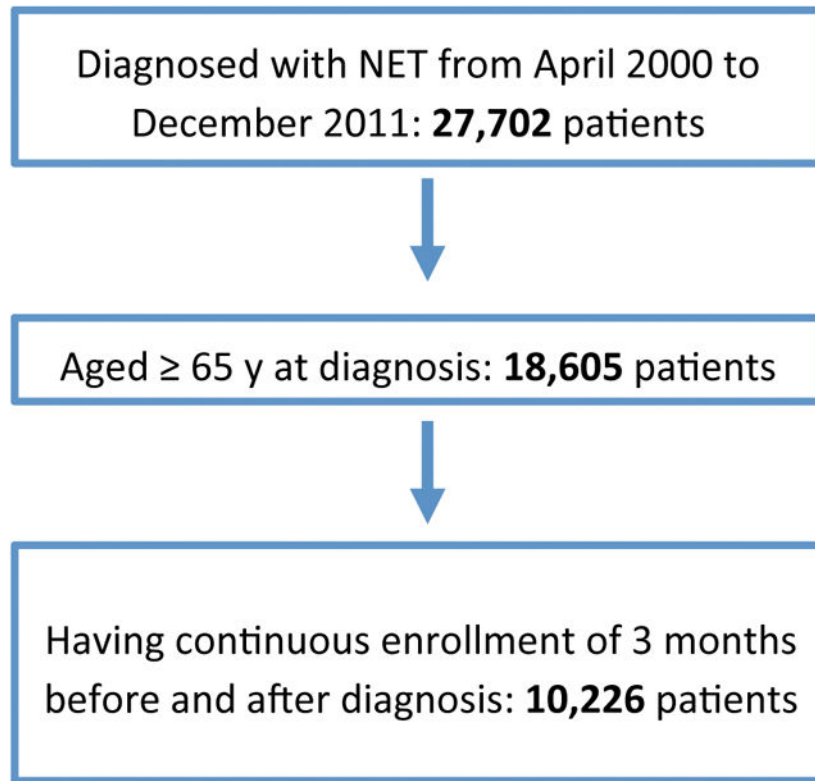 Diagnosed with NET from April 2000 to
December 2011: 27,702 patients
Aged ≥ 65 y at diagnosis: 18,605 patients
Having continuous enrollment of 3 months
before and after diagnosis: 10,226 patients